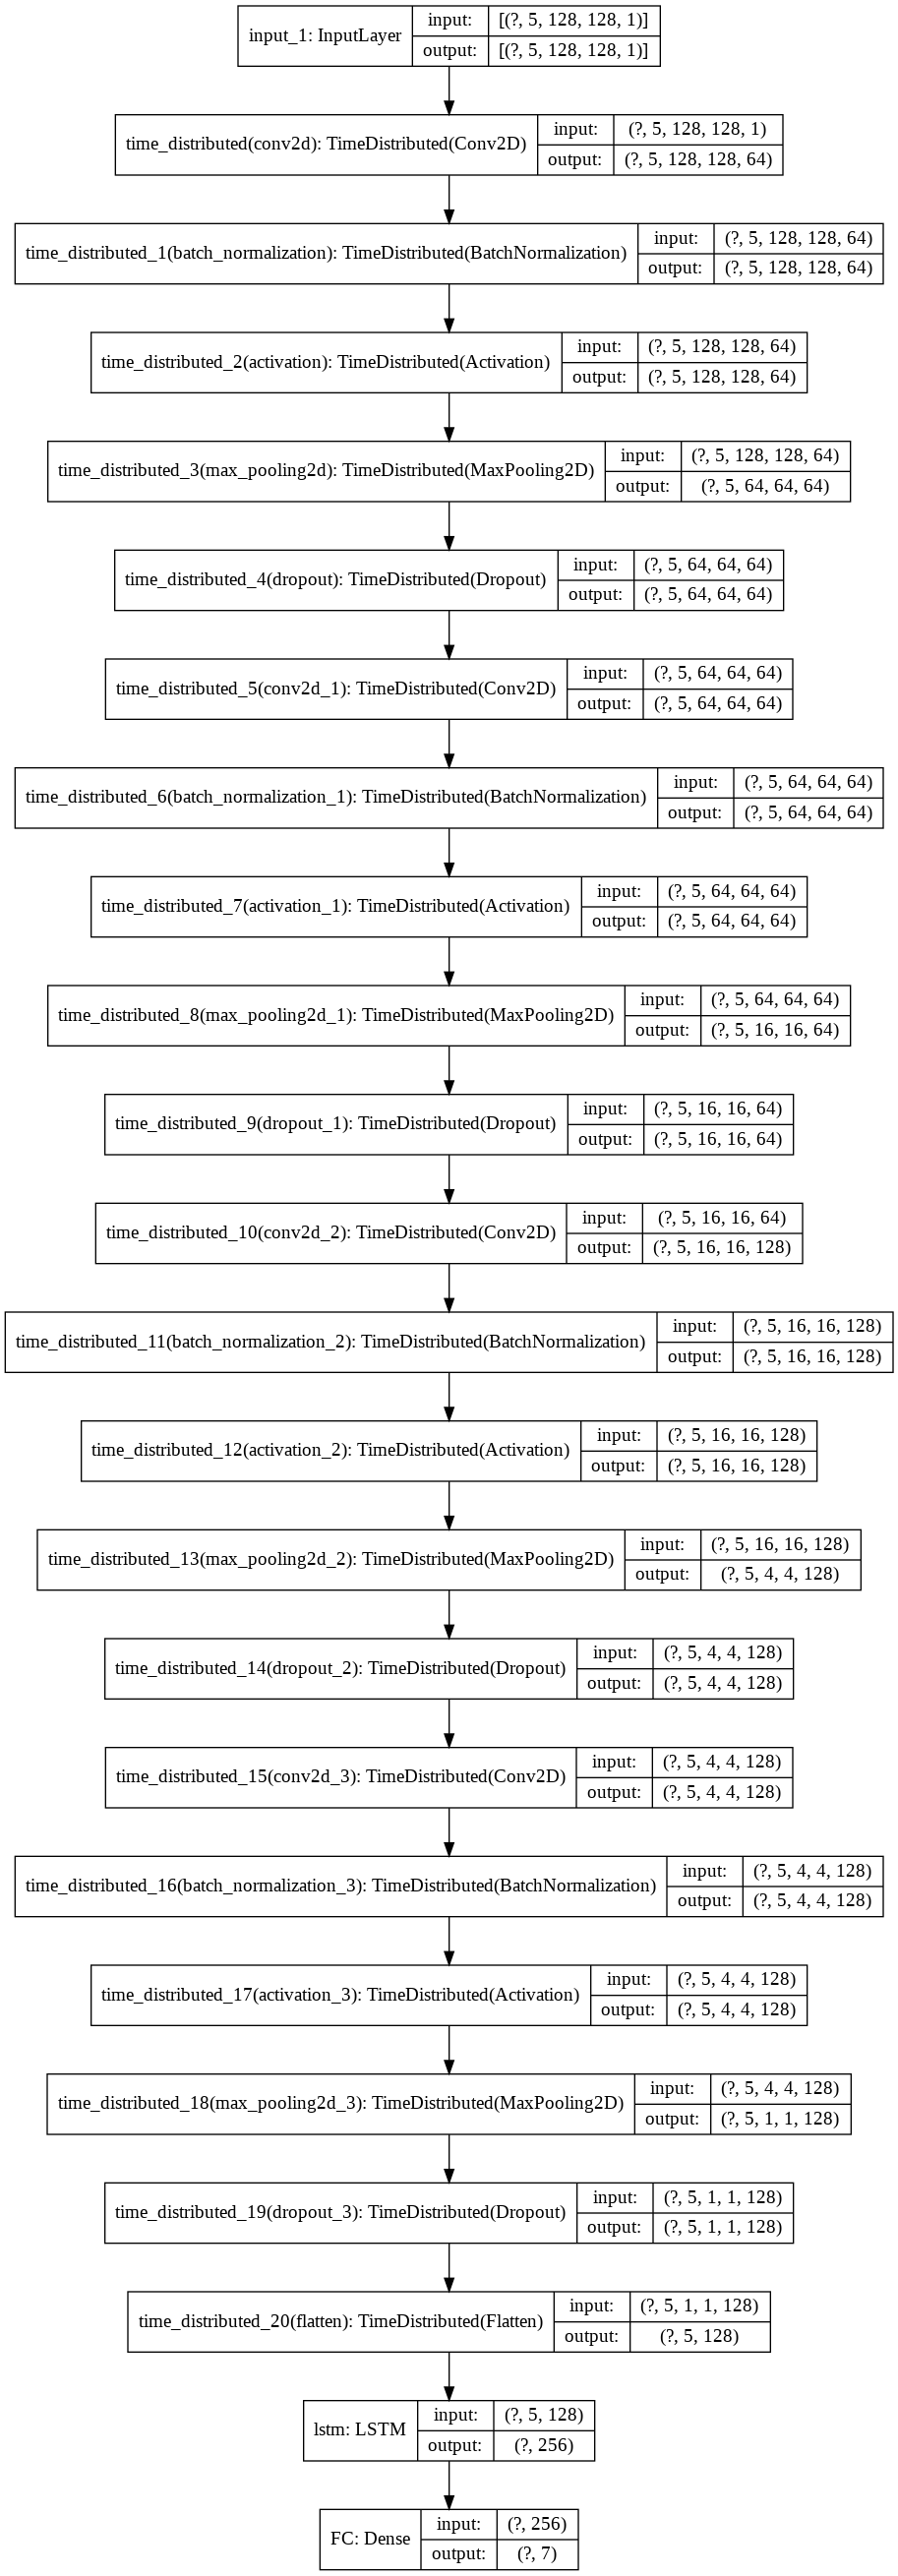 input_1: InputLayer
input: [(?, 5, 128, 128, 1)]
output: [(?, 5, 128, 128, 1)]
time_distributed(conv2d): TimeDistributed(Conv2D)
input: (?, 5, 128, 128, 1)
output: (?, 5, 128, 128, 64)
time_distributed_1(batch_normalization): TimeDistributed(BatchNormalization)
input: (?, 5, 128, 128, 64)
output: (?, 5, 128, 128, 64)
time_distributed_2(activation): TimeDistributed(Activation)
input: (?, 5, 128, 128, 64)
output: (?, 5, 128, 128, 64)
time_distributed_3(max_pooling2d): TimeDistributed(MaxPooling2D)
input: (?, 5, 128, 128, 64)
output: (?, 5, 64, 64, 64)
time_distributed_4(dropout): TimeDistributed(Dropout)
input: (?, 5, 64, 64, 64)
output: (?, 5, 64, 64, 64)
time_distributed_5(conv2d_1): TimeDistributed(Conv2D)
input: (?, 5, 64, 64, 64)
output: (?, 5, 64, 64, 64)
time_distributed_6(batch_normalization_1): TimeDistributed(BatchNormalization)
input: (?, 5, 64, 64, 64)
output: (?, 5, 64, 64, 64)
time_distributed_7(activation_1): TimeDistributed(Activation)
input: (?, 5, 64, 64, 64)
output: (?, 5, 64, 64, 64)
time_distributed_8(max_pooling2d_1): TimeDistributed(MaxPooling2D)
input: (?, 5, 64, 64, 64)
output: (?, 5, 16, 16, 64)
time_distributed_9(dropout_1): TimeDistributed(Dropout)
input: (?, 5, 16, 16, 64)
output: (?, 5, 16, 16, 64)
time_distributed_10(conv2d_2): TimeDistributed(Conv2D)
input: (?, 5, 16, 16, 64)
output: (?, 5, 16, 16, 128)
time_distributed_11(batch_normalization_2): TimeDistributed(BatchNormalization)
input: (?, 5, 16, 16, 128)
output: (?, 5, 16, 16, 128)
time_distributed_12(activation_2): TimeDistributed(Activation)
input: (?, 5, 16, 16, 128)
output: (?, 5, 16, 16, 128)
time_distributed_13(max_pooling2d_2): TimeDistributed(MaxPooling2D)
input: (?, 5, 16, 16, 128)
output: (?, 5, 4, 4, 128)
time_distributed_14(dropout_2): TimeDistributed(Dropout)
input: (?, 5, 4, 4, 128)
output: (?, 5, 4, 4, 128)
time_distributed_15(conv2d_3): TimeDistributed(Conv2D)
input: (?, 5, 4, 4, 128)
output: (?, 5, 4, 4, 128)
time_distributed_16(batch_normalization_3): TimeDistributed(BatchNormalization)
input: (?, 5, 4, 4, 128)
output: (?, 5, 4, 4, 128)
time_distributed_17(activation_3): TimeDistributed(Activation)
input: (?, 5, 4, 4, 128)
output: (?, 5, 4, 4, 128)
time_distributed_18(max_pooling2d_3): TimeDistributed(MaxPooling2D)
input: (?, 5, 4, 4, 128)
output: (?, 5, 1, 1, 128)
time_distributed_19(dropout_3): TimeDistributed(Dropout)
input: (?, 5, 1, 1, 128)
output: (?, 5, 1, 1, 128)
time_distributed_20(flatten): TimeDistributed(Flatten)
input: (?, 5, 1, 1, 128)
output: (?, 5, 128)
lstm: LSTM
input: (?, 5, 128)
output: (?, 256)
FC: Dense
input: (?, 256)
output: (?, 7)